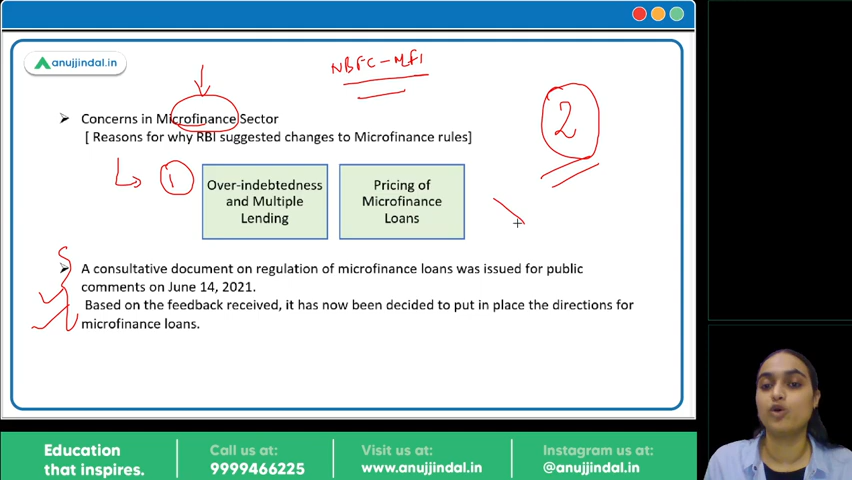 anujjindal.in
NBFC-MFI
➢ Concerns in Microfinance Sector
[ Reasons for why RBI suggested changes to Microfinance rules]
2
1
Over-indebtedness
and Multiple
Lending
Pricing of
Microfinance
Loans
➢ A consultative document on regulation of microfinance loans was issued for public
comments on June 14, 2021.
Based on the feedback received, it has now been decided to put in place the directions for
microfinance loans.
Education
that inspires.
Call us at:
9999466225
Visit us at:
www.anujjindal.in
Instagram us at:
@anujjindal.in